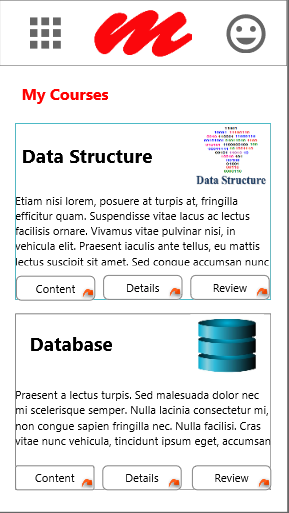 My Courses
Data Structure
Data Structure
Etiam nisi lorem, posuere at turpis at, fringilla
efficitur quam. Suspendisse vitae lacus ac lectus
facilisis ornare. Vivamus vitae pulvinar nisi, in
vehicula elit. Praesent iaculis ante tellus, eu mattis
lectus suscipit sit amet. Sed congue accumsan nunc
Content Details Review
Database
Praesent a lectus turpis. Sed malesuada dolor nec
mi scelerisque semper. Nulla lacinia consectetur mi,
non congue sapien fringilla nec. Nulla facilisi. Cras
vitae nunc vehicula, tincidunt ipsum eget, accumsan
Content Details Review